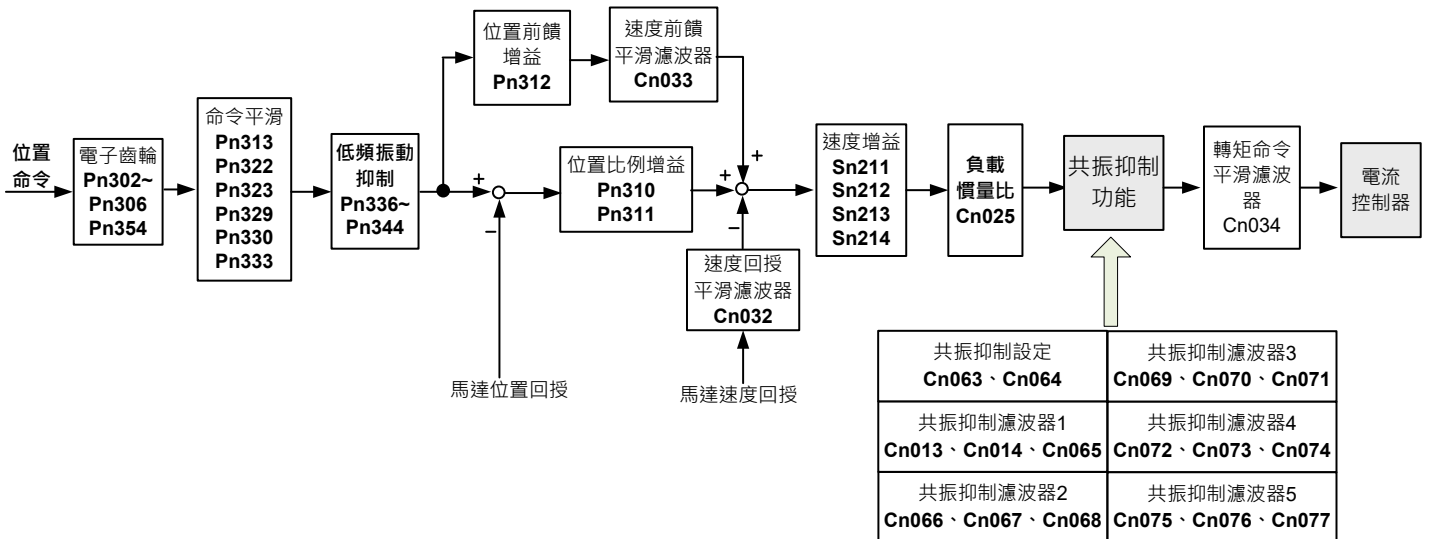 位置
命令
電子齒輪
Pn302~
Pn306
Pn354
命令平滑
Pn313
Pn322
Pn323
Pn329
Pn330
Pn333
低頻振動
抑制
Pn336~
Pn344
位置前饋
增益
Pn312
速度前饋
平滑濾波器
Cn033
+
−
位置比例增益
Pn310
Pn311
+
+
−
速度回授
平滑濾波器
Cn032
馬達位置回授
馬達速度回授
速度增益
Sn211
Sn212
Sn213
Sn214
負載
慣量比
Cn025
共振抑制
功能
轉矩命令
平滑濾波
器
Cn034
電流
控制器
共振抑制設定
Cn063、Cn064
共振抑制濾波器3
Cn069、Cn070、Cn071
共振抑制濾波器1
Cn013、Cn014、Cn065
共振抑制濾波器4
Cn072、Cn073、Cn074
共振抑制濾波器2
Cn066、Cn067、Cn068
共振抑制濾波器5
Cn075、Cn076、Cn077